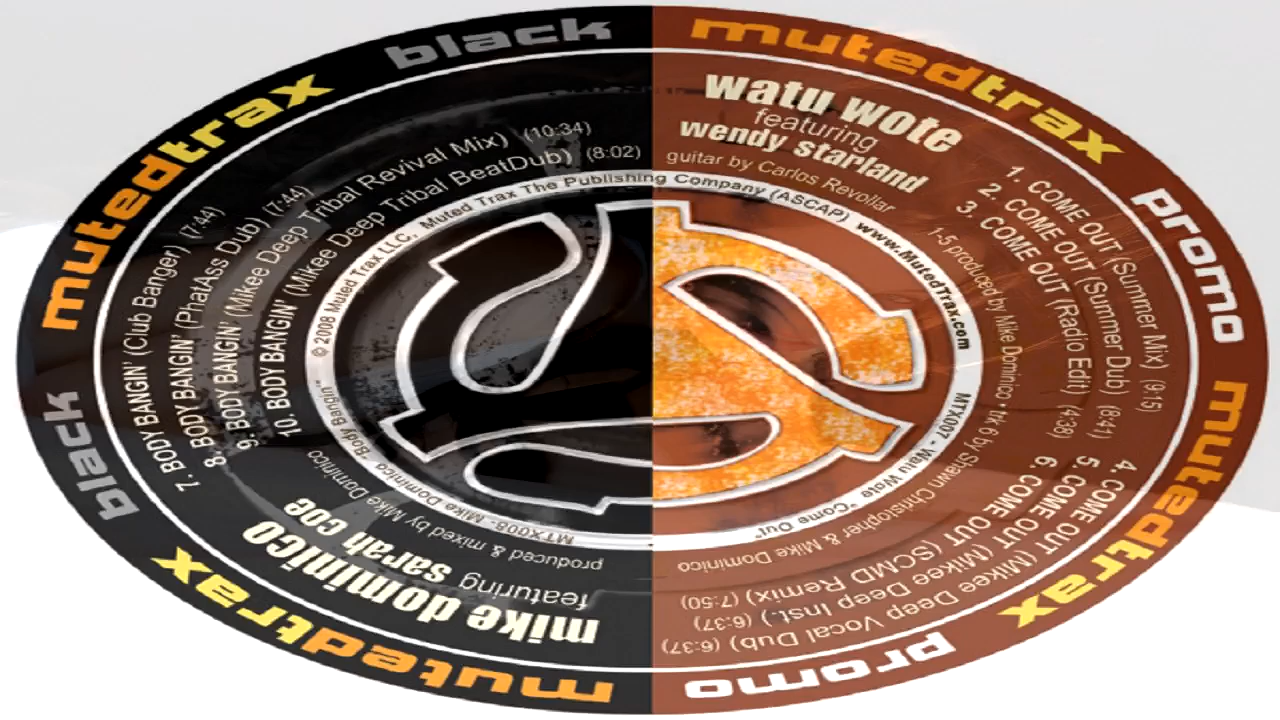 black
mutedtrax
promo
mutedtrax
promo
mutedtrax
black
mutedtrax
watu wote
featuring
wendy starland
guitar by Carlos Revollar
1. COME OUT (Summer Mix) (9:15)
2. COME OUT (Summer Dub) (8:41)
3. COME OUT (Radio Edit) (4:39)
4. COME OUT (Mikee Deep Vocal Dub) (6:37)
5. COME OUT (Mikee Deep Inst.) (6:37)
6. COME OUT (SCMD Remix) (7:50)
1-5 produced by Mike Dominico • trk 6 by Shawn Christopher & Mike Dominico
mike dominico
featuring
sarah coe
produced & mixed by Mike Dominico
7. BODY BANGIN' (Club Banger) (7:44)
8. BODY BANGIN' (PhatAss Dub) (7:44)
9. BODY BANGIN' (Mikee Deep Tribal Revival Mix) (10:34)
10. BODY BANGIN' (Mikee Deep Tribal BeatDub) (8:02)
© 2008 Muted Trax LLC. Muted Trax The Publishing Company (ASCAP) www.MutedTrax.com
MTX007 - Watu Wote "Come Out"
MTX008- Mike Dominico "Body Bangin"